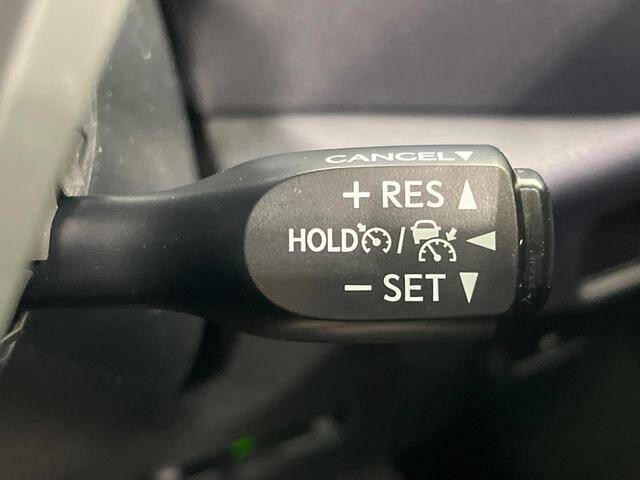 CANCEL▼
+ RES ▲
HOLD / ◀
− SET ▼